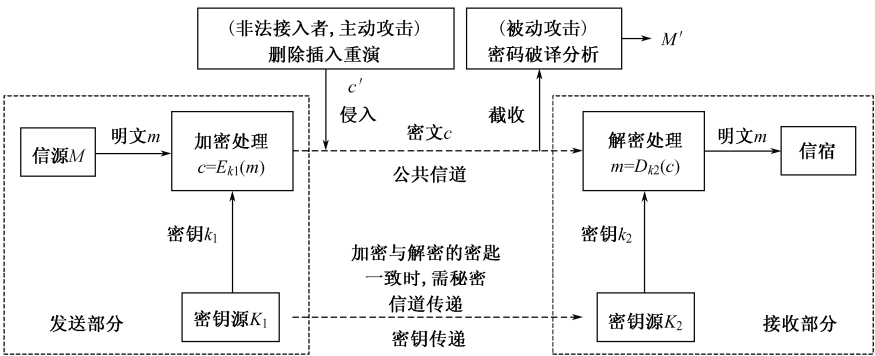 (非法接入者,主动攻击)
删除插入重演
(被动攻击)
密码破译分析
M′
c′
侵入
截收
信源M
明文m
加密处理
c=Ek1(m)
密文c
公共信道
解密处理
m=Dk2(c)
明文m
信宿
密钥k1
密钥k2
加密与解密的密匙
一致时,需秘密
信道传递
发送部分
密钥源K1
密钥传递
密钥源K2
接收部分